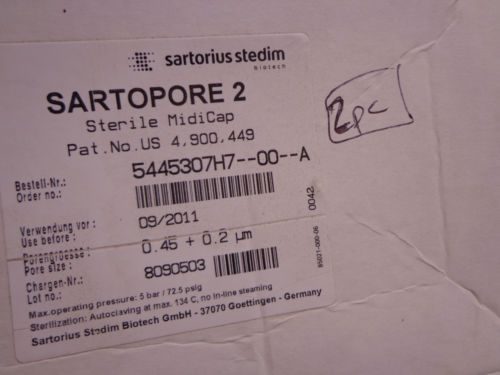 sartorius stedim
biotech
SARTOPORE 2
Sterile MidiCap
Pat.No.US 4,900,449
2pc
Bestell-Nr.:
Order no.:
5445307H7--00--A
Verwendung vor :
Use before :
09/2011
Porengroesse :
Pore size :
0.45 + 0.2 µm
Chargen-Nr.:
Lot no.:
8090503
0042
85021-000-06
Max.operating pressure: 5 bar / 72.5 psig
Sterilization: Autoclaving at max. 134 C, no in-line steaming
Sartorius Stedim Biotech GmbH - 37070 Goettingen - Germany